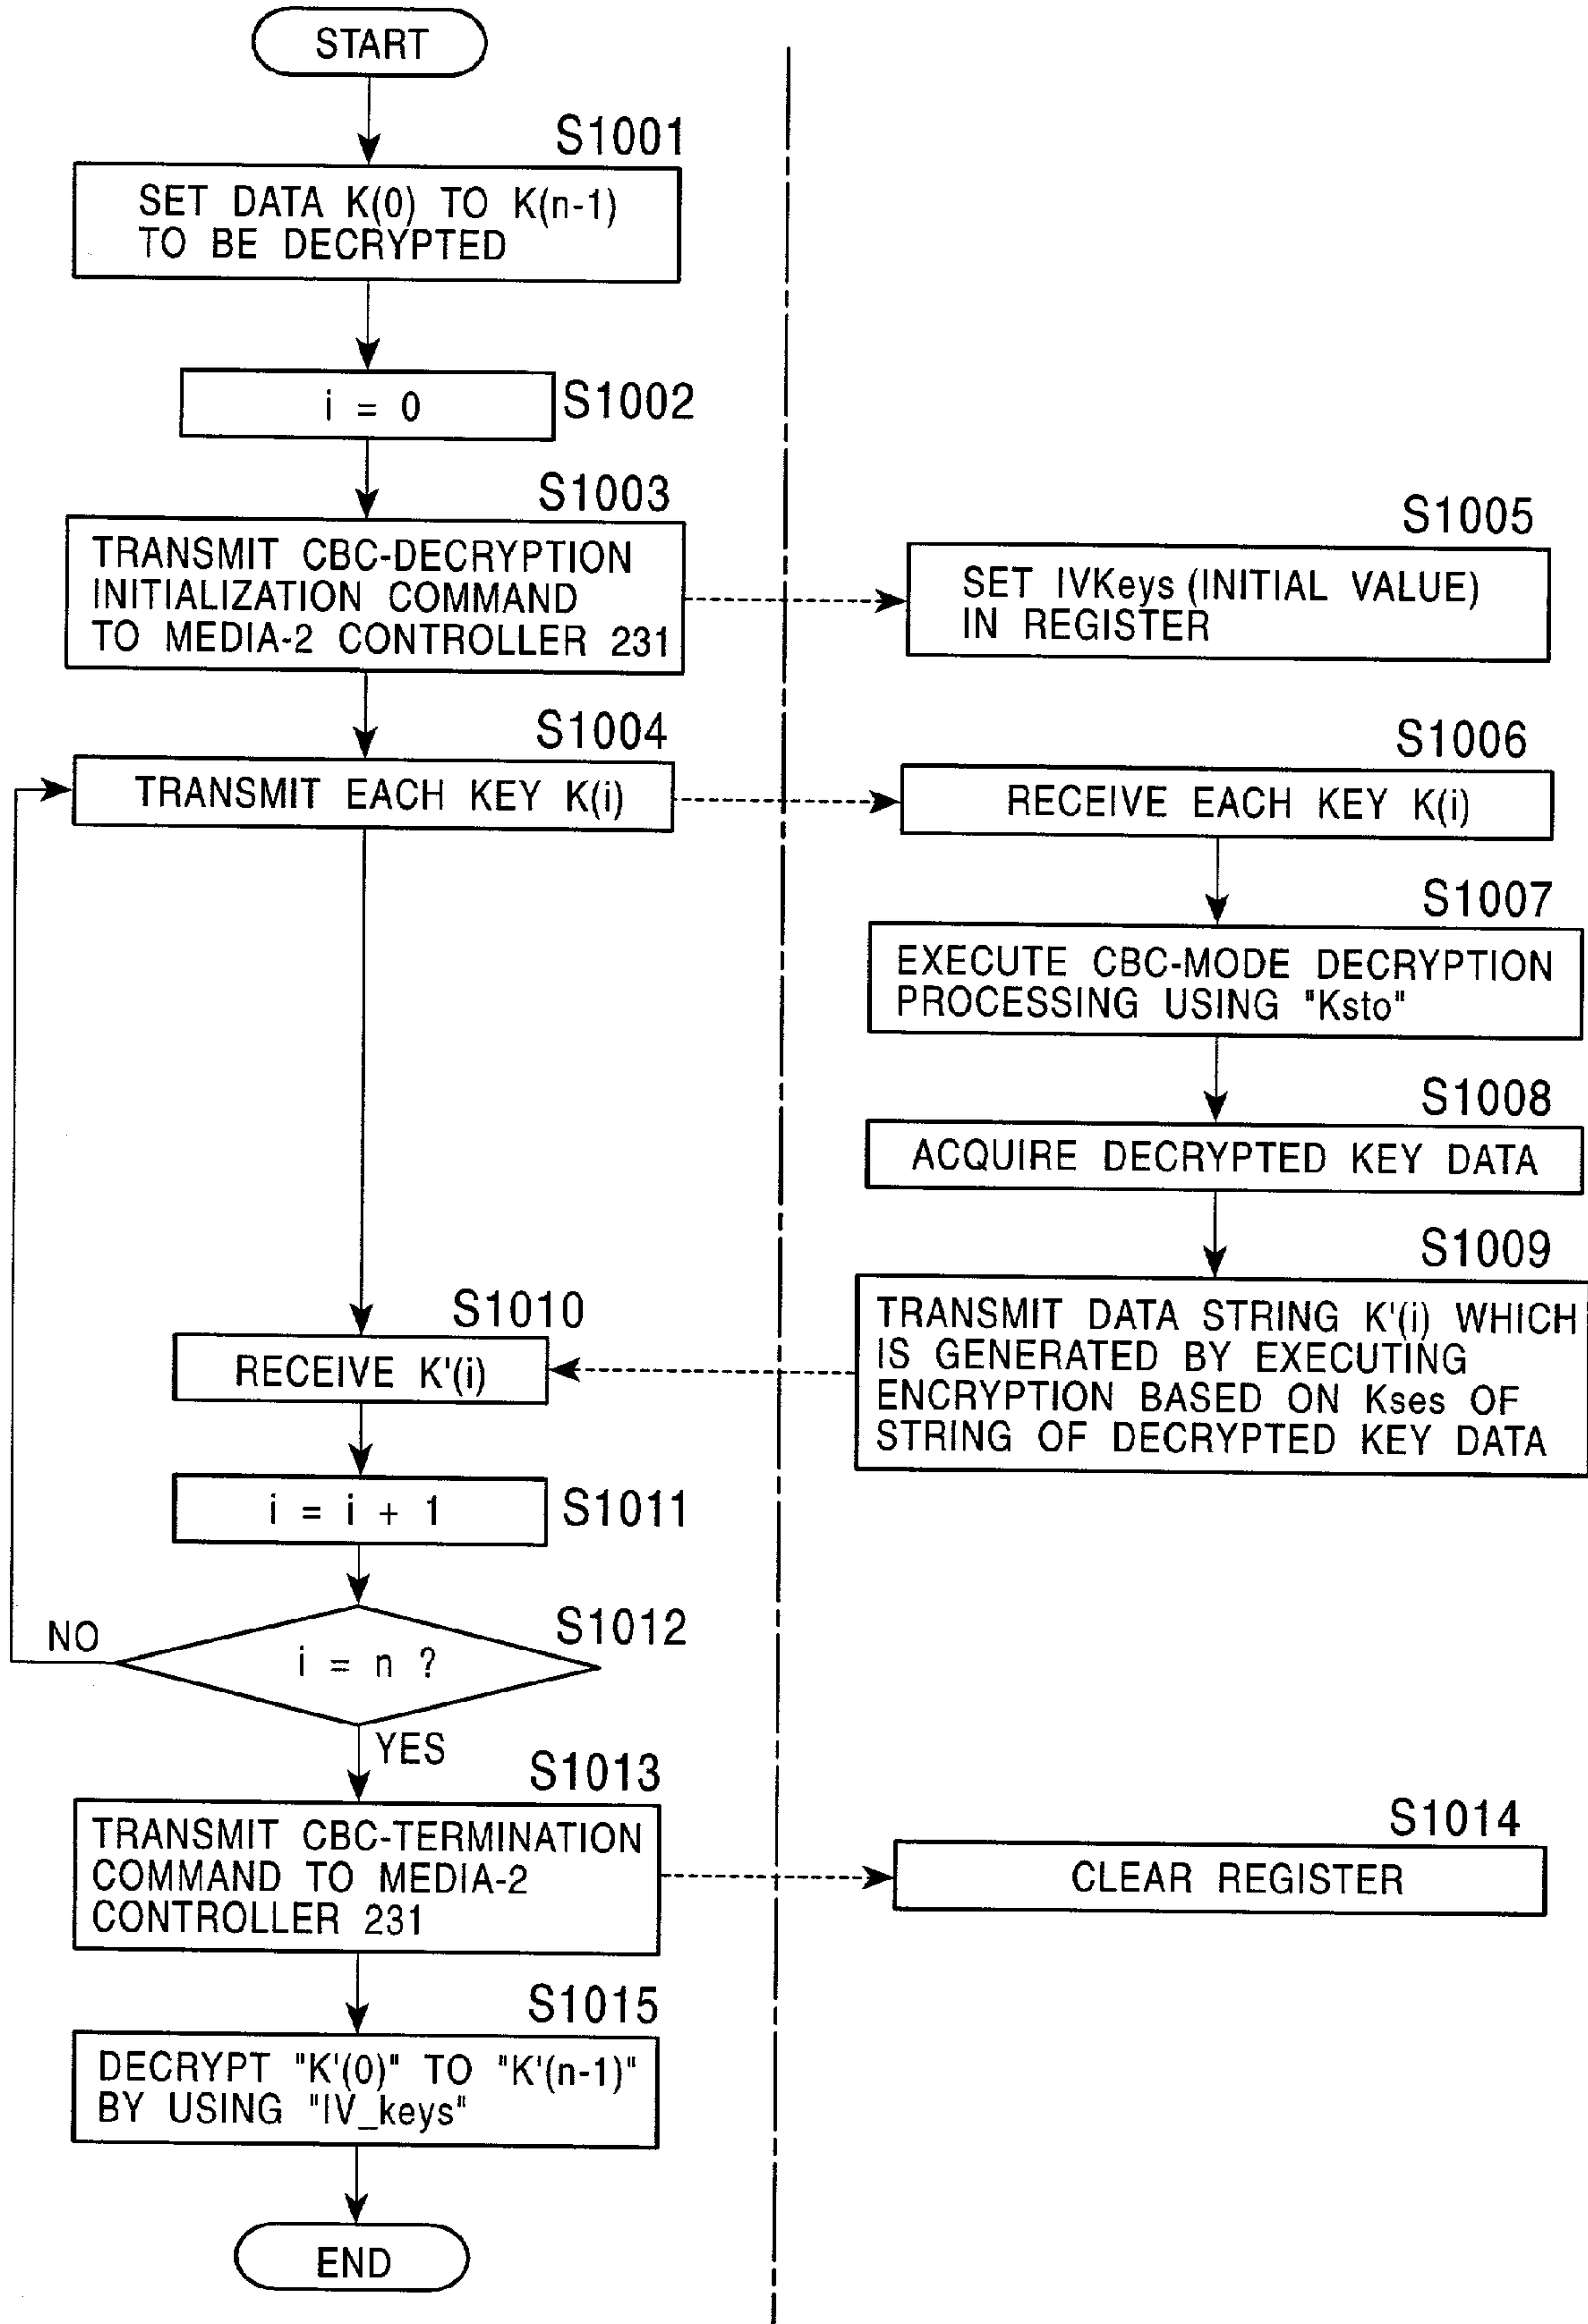 START
S1001
SET DATA K(0) TO K(n-1)
TO BE DECRYPTED
i = 0
S1002
S1003
TRANSMIT CBC-DECRYPTION
INITIALIZATION COMMAND
TO MEDIA-2 CONTROLLER 231
S1005
SET IVKeys (INITIAL VALUE)
IN REGISTER
S1004
TRANSMIT EACH KEY K(i)
S1006
RECEIVE EACH KEY K(i)
S1007
EXECUTE CBC-MODE DECRYPTION
PROCESSING USING "Ksto"
S1008
ACQUIRE DECRYPTED KEY DATA
S1009
TRANSMIT DATA STRING K'(i) WHICH
IS GENERATED BY EXECUTING
ENCRYPTION BASED ON Kses OF
STRING OF DECRYPTED KEY DATA
S1010
RECEIVE K'(i)
i = i + 1
S1011
S1012
NO
i = n ?
YES
S1013
TRANSMIT CBC-TERMINATION
COMMAND TO MEDIA-2
CONTROLLER 231
S1014
CLEAR REGISTER
S1015
DECRYPT "K'(0)" TO "K'(n-1)"
BY USING "IV_keys"
END